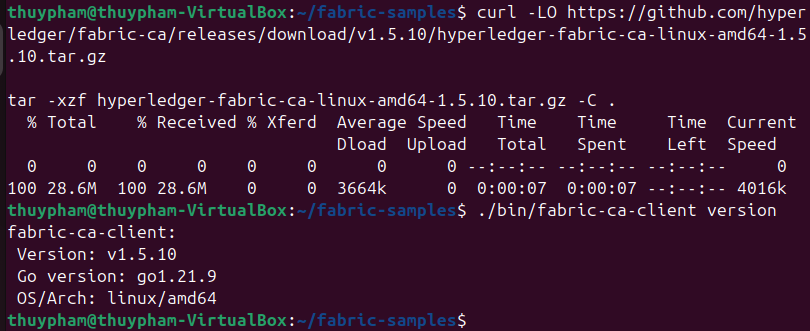 thuypham@thuypham-VirtualBox:~/fabric-samples$ curl -LO https://github.com/hyper
ledger/fabric-ca/releases/download/v1.5.10/hyperledger-fabric-ca-linux-amd64-1.5
.10.tar.gz

tar -xzf hyperledger-fabric-ca-linux-amd64-1.5.10.tar.gz -C .
  % Total    % Received % Xferd  Average Speed   Time    Time     Time  Current
                                 Dload  Upload   Total   Spent    Left  Speed
  0     0    0     0    0     0      0      0 --:--:-- --:--:-- --:--:--     0
100 28.6M  100 28.6M    0     0  3664k      0  0:00:07  0:00:07 --:--:-- 4016k
thuypham@thuypham-VirtualBox:~/fabric-samples$ ./bin/fabric-ca-client version
fabric-ca-client:
 Version: v1.5.10
 Go version: go1.21.9
 OS/Arch: linux/amd64
thuypham@thuypham-VirtualBox:~/fabric-samples$